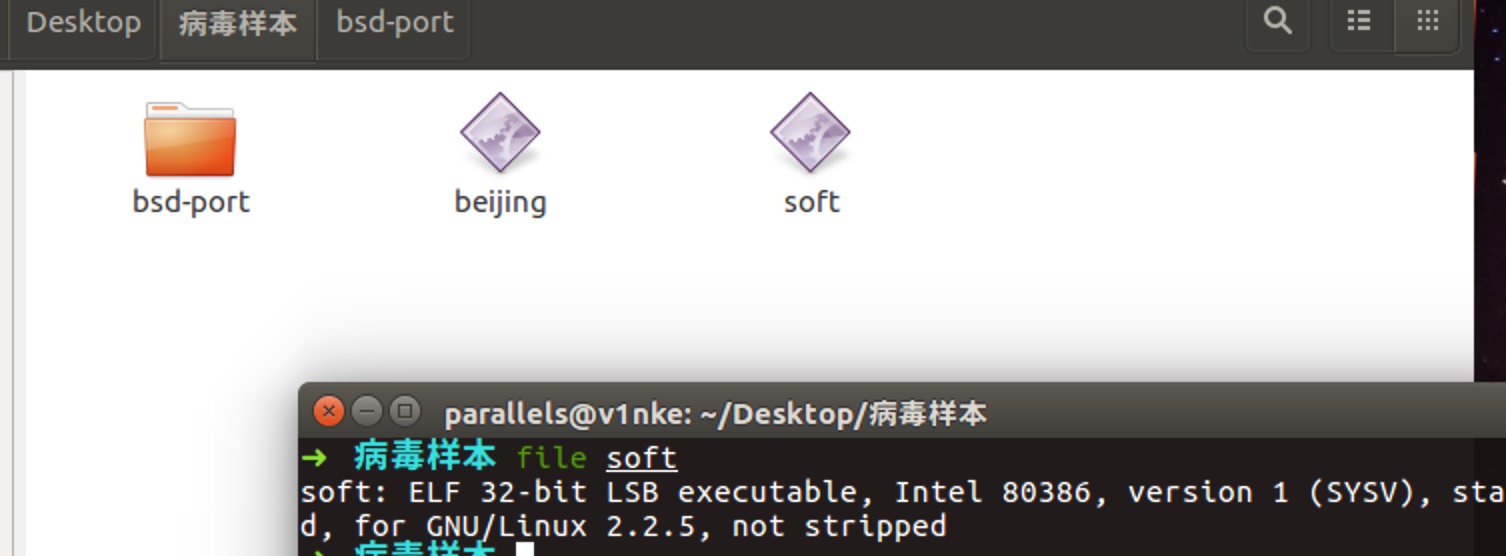 Desktop 病毒样本 bsd-port
bsd-port beijing soft
parallels@v1nke: ~/Desktop/病毒样本
➜ 病毒样本 file soft
soft: ELF 32-bit LSB executable, Intel 80386, version 1 (SYSV), sta
d, for GNU/Linux 2.2.5, not stripped
➜ 病毒样本